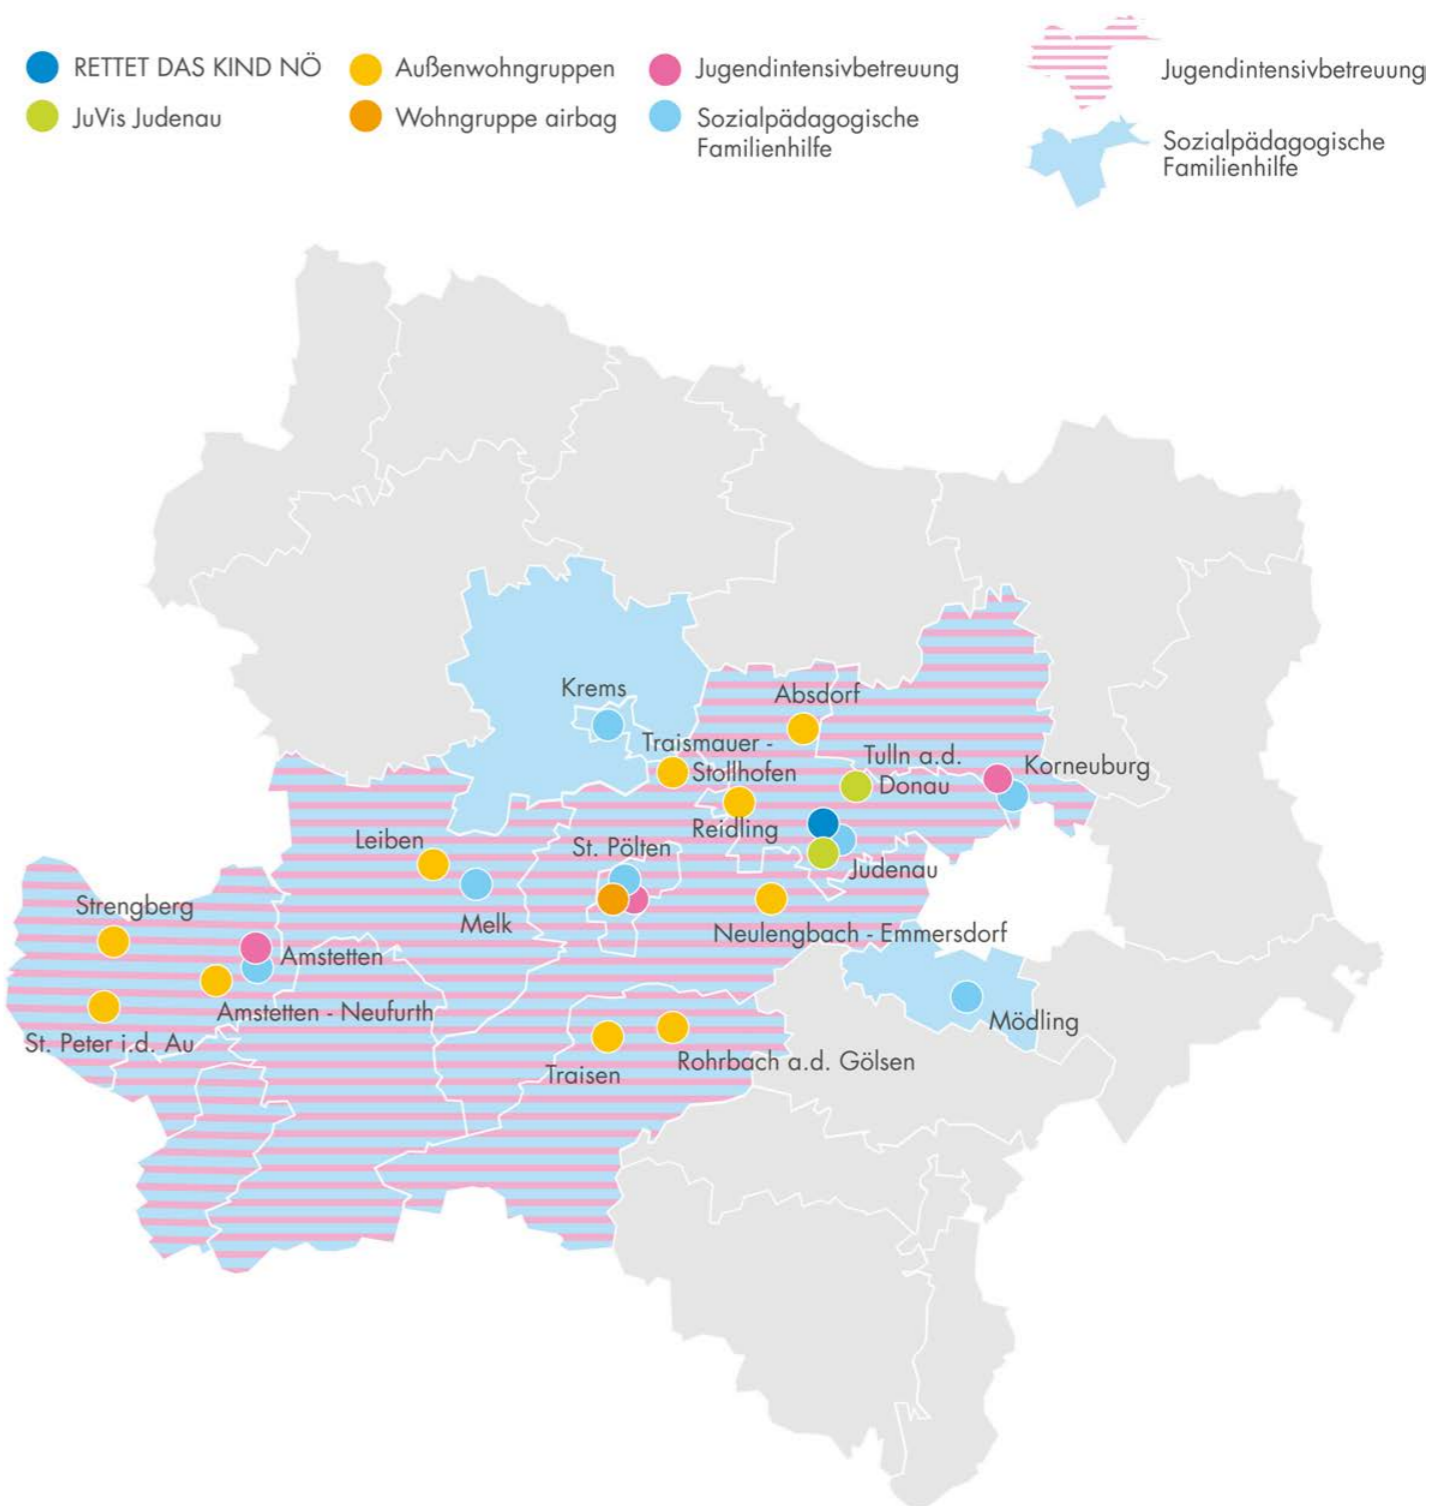 RETTET DAS KIND NÖ
JuVis Judenau
Außenwohngruppen
Wohngruppe airbag
Jugendintensivbetreuung
Sozialpädagogische
Familienhilfe
Jugendintensivbetreuung
Sozialpädagogische
Familienhilfe
Krems
Absdorf
Traismauer -
Stollhofen
Tulln a.d.
Donau
Korneuburg
Reidling
Leiben
St. Pölten
Judenau
Strengberg
Melk
Neulengbach - Emmersdorf
Amstetten
Amstetten - Neufurth
Mödling
St. Peter i.d. Au
Traisen
Rohrbach a.d. Gölsen